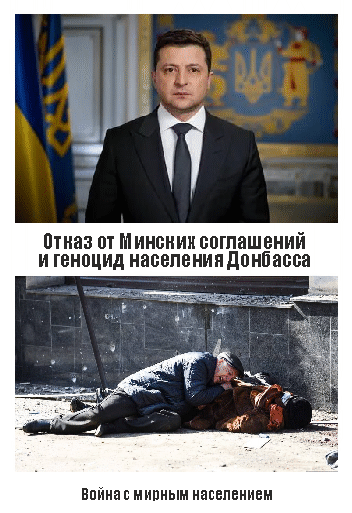 Отказ от Минских соглашений
и геноцид населения Донбасса
Война с мирным населением